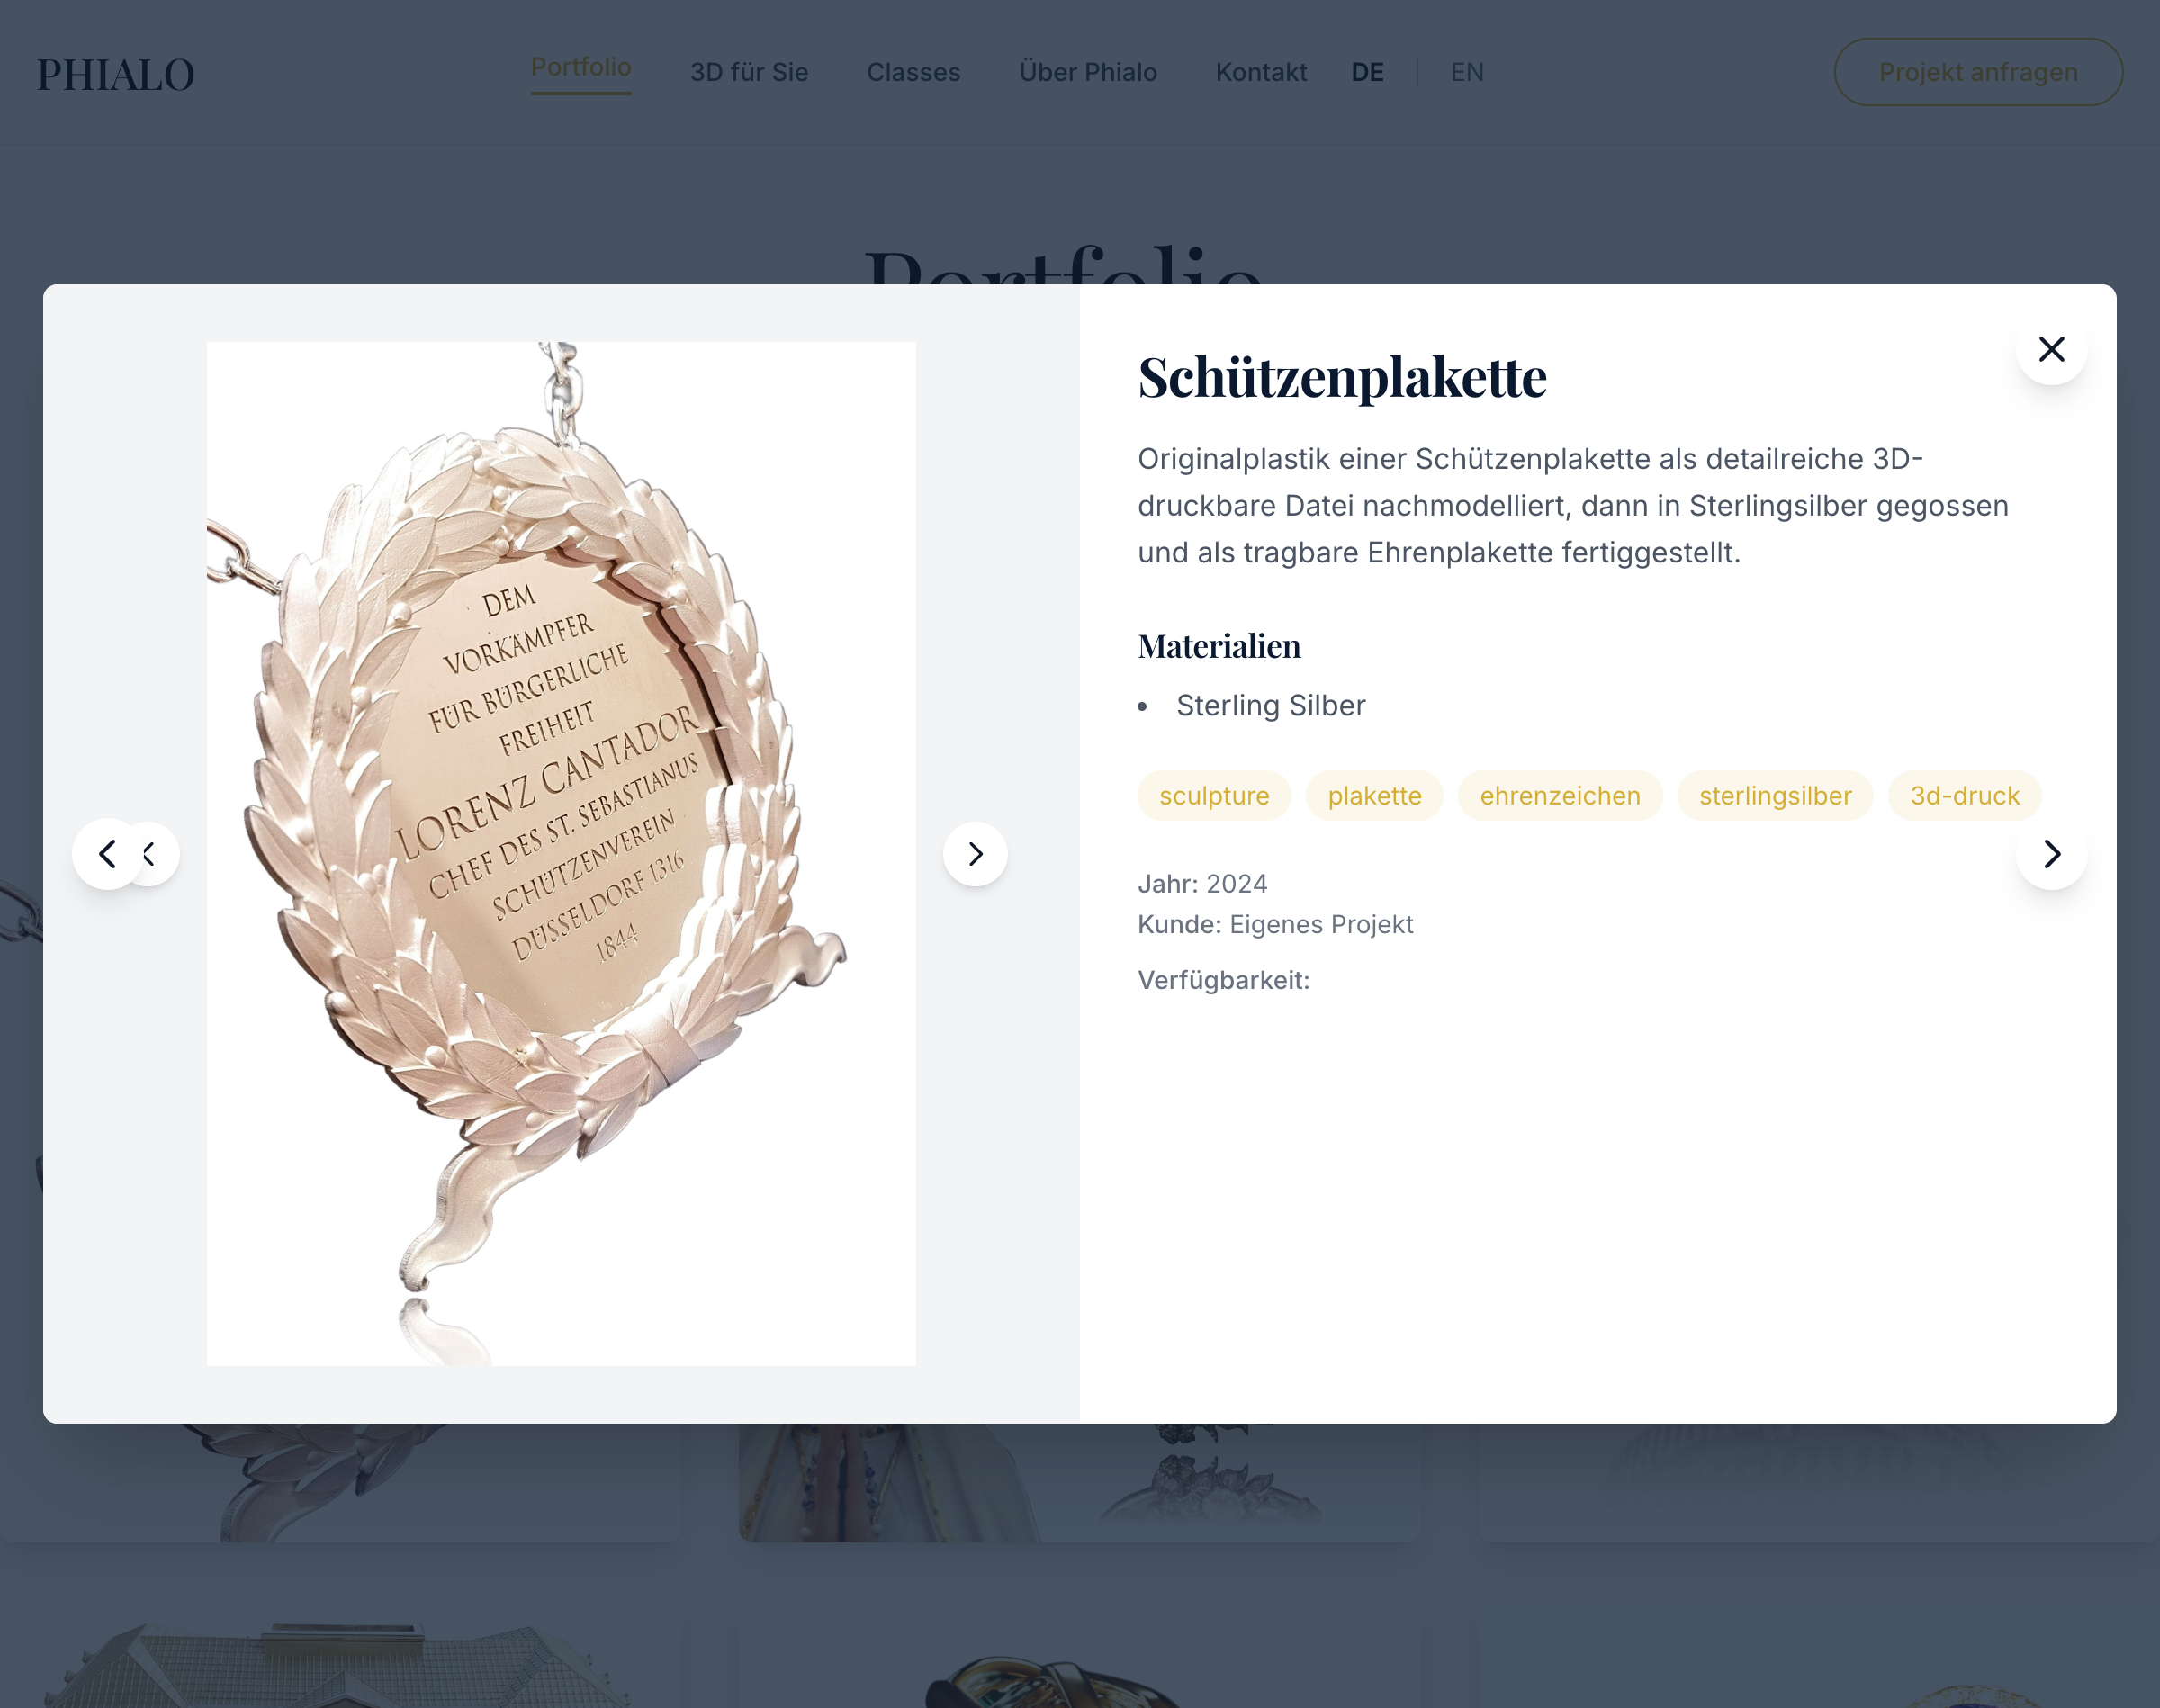 PHIALO
Portfolio
3D für Sie
Classes
Über Phialo
Kontakt
DE
EN
Projekt anfragen
Portfolio
DEM
VORKÄMPFER
FÜR BÜRGERLICHE
FREIHEIT
LORENZ CANTADOR
CHEF DES ST. SEBASTIANUS
SCHÜTZENVEREIN
DÜSSELDORF 1316
1844
Schützenplakette
Originalplastik einer Schützenplakette als detailreiche 3D-
druckbare Datei nachmodelliert, dann in Sterlingsilber gegossen
und als tragbare Ehrenplakette fertiggestellt.
Materialien
• Sterling Silber
sculpture
plakette
ehrenzeichen
sterlingsilber
3d-druck
Jahr: 2024
Kunde: Eigenes Projekt
Verfügbarkeit: